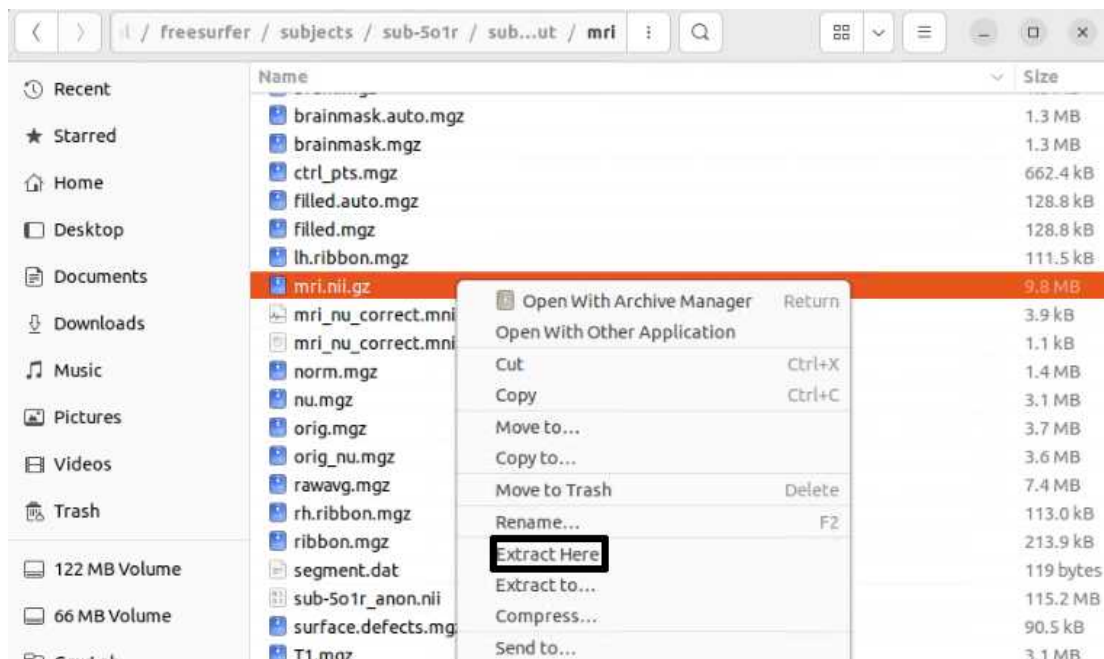 / freesurfer / subjects / sub-5o1r / sub...ut / mri
Name Size
Recent
Starred
Home
Desktop
Documents
Downloads
Music
Pictures
Videos
Trash
122 MB Volume
66 MB Volume
brainmask.auto.mgz 1.3 MB
brainmask.mgz 1.3 MB
ctrl_pts.mgz 662.4 kB
filled.auto.mgz 128.8 kB
filled.mgz 128.8 kB
lh.ribbon.mgz 111.5 kB
mri.nii.gz 9.8 MB
mri_nu_correct.mni 3.9 kB
mri_nu_correct.mni 1.1 kB
norm.mgz 1.4 MB
nu.mgz 3.1 MB
orig.mgz 3.7 MB
orig_nu.mgz 3.6 MB
rawavg.mgz 7.4 MB
rh.ribbon.mgz 113.0 kB
ribbon.mgz 213.9 kB
segment.dat 119 bytes
sub-5o1r_anon.nii 115.2 MB
surface.defects.mg 90.5 kB
T1.mgz 3.1 MB
Open With Archive Manager Return
Open With Other Application
Cut Ctrl+X
Copy Ctrl+C
Move to...
Copy to...
Move to Trash Delete
Rename... F2
Extract Here
Extract to...
Compress...
Send to...